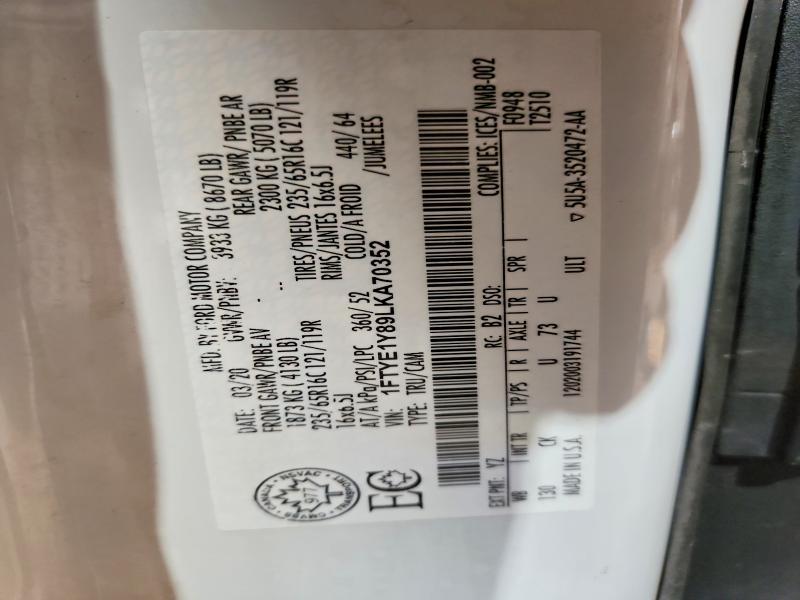 MFD. BY FORD MOTOR COMPANY
DATE: 03/20 GVWR/PNBV: 3933 KG ( 8670 LB)
FRONT GAWR/PNBE AV REAR GAWR/ PNBE AR
1873 KG ( 4130 LB) 2300 KG ( 5070 LB)
235/65R16C 121/119R TIRES/PNEUS 235/65R16C 121/119R
16x6.5J RIMS/JANTES 16x6.5J
AT/A kPa/PSI/LPC 360/52 COLD/A FROID 440/64
VIN: 1FTYE1Y89LKA70352 /JUMELEES
TYPE: TRU/CAM
CANADA
977
EC
COMPLIES: ICES/NMB-002
EXT PNT: YZ RC: B2 DSO: F0948
WB INT TR TP/PS R AXLE TR SPR T2510
130 CK U 73 U
MADE IN U.S.A. 1202003191744 ULT ▽ 5U5A-3520472-AA